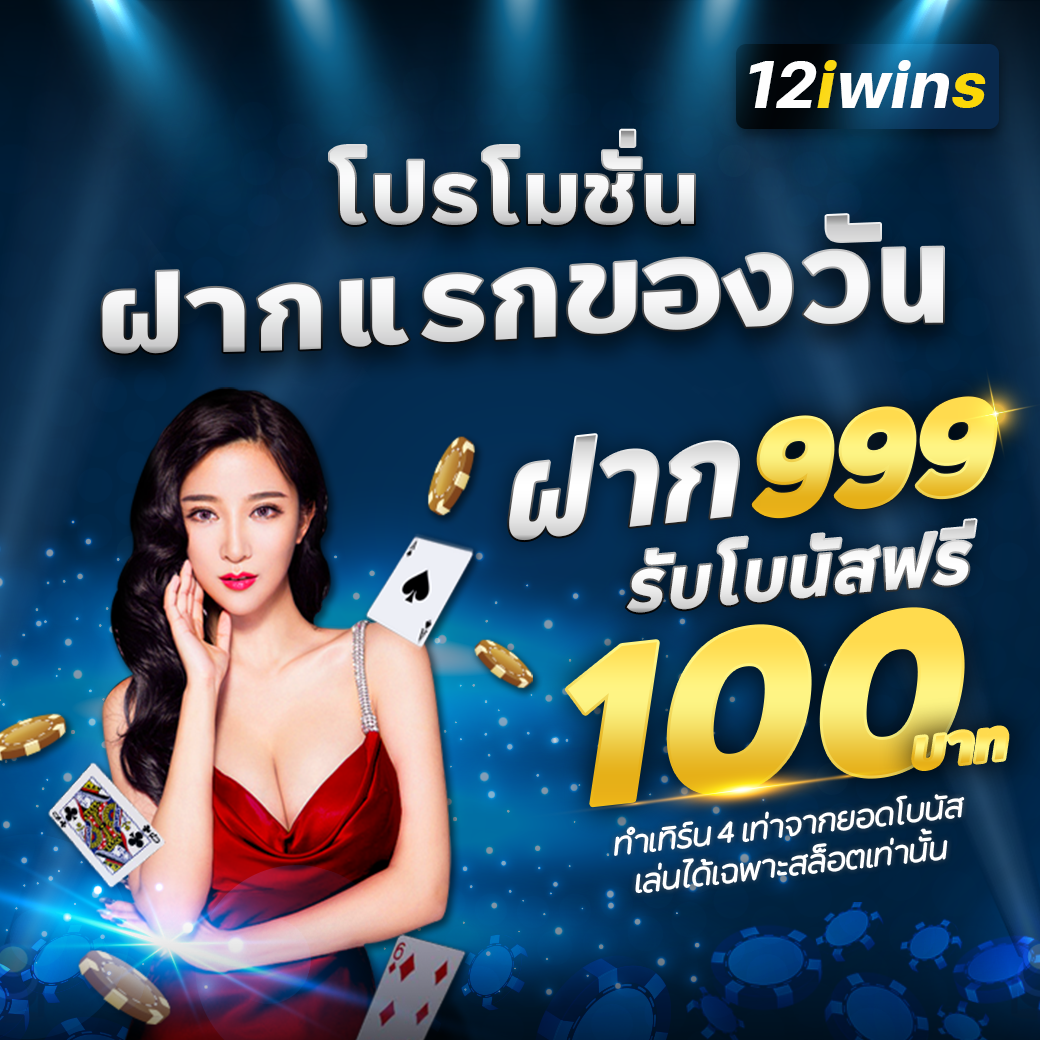 12iwins
โปรโมชั่น
ฝากแรกของวัน
ฝาก 999
รับโบนัสฟรี
100 บาท
ทำเทิร์น 4 เท่าจากยอดโบนัส
เล่นได้เฉพาะสล็อตเท่านั้น
6